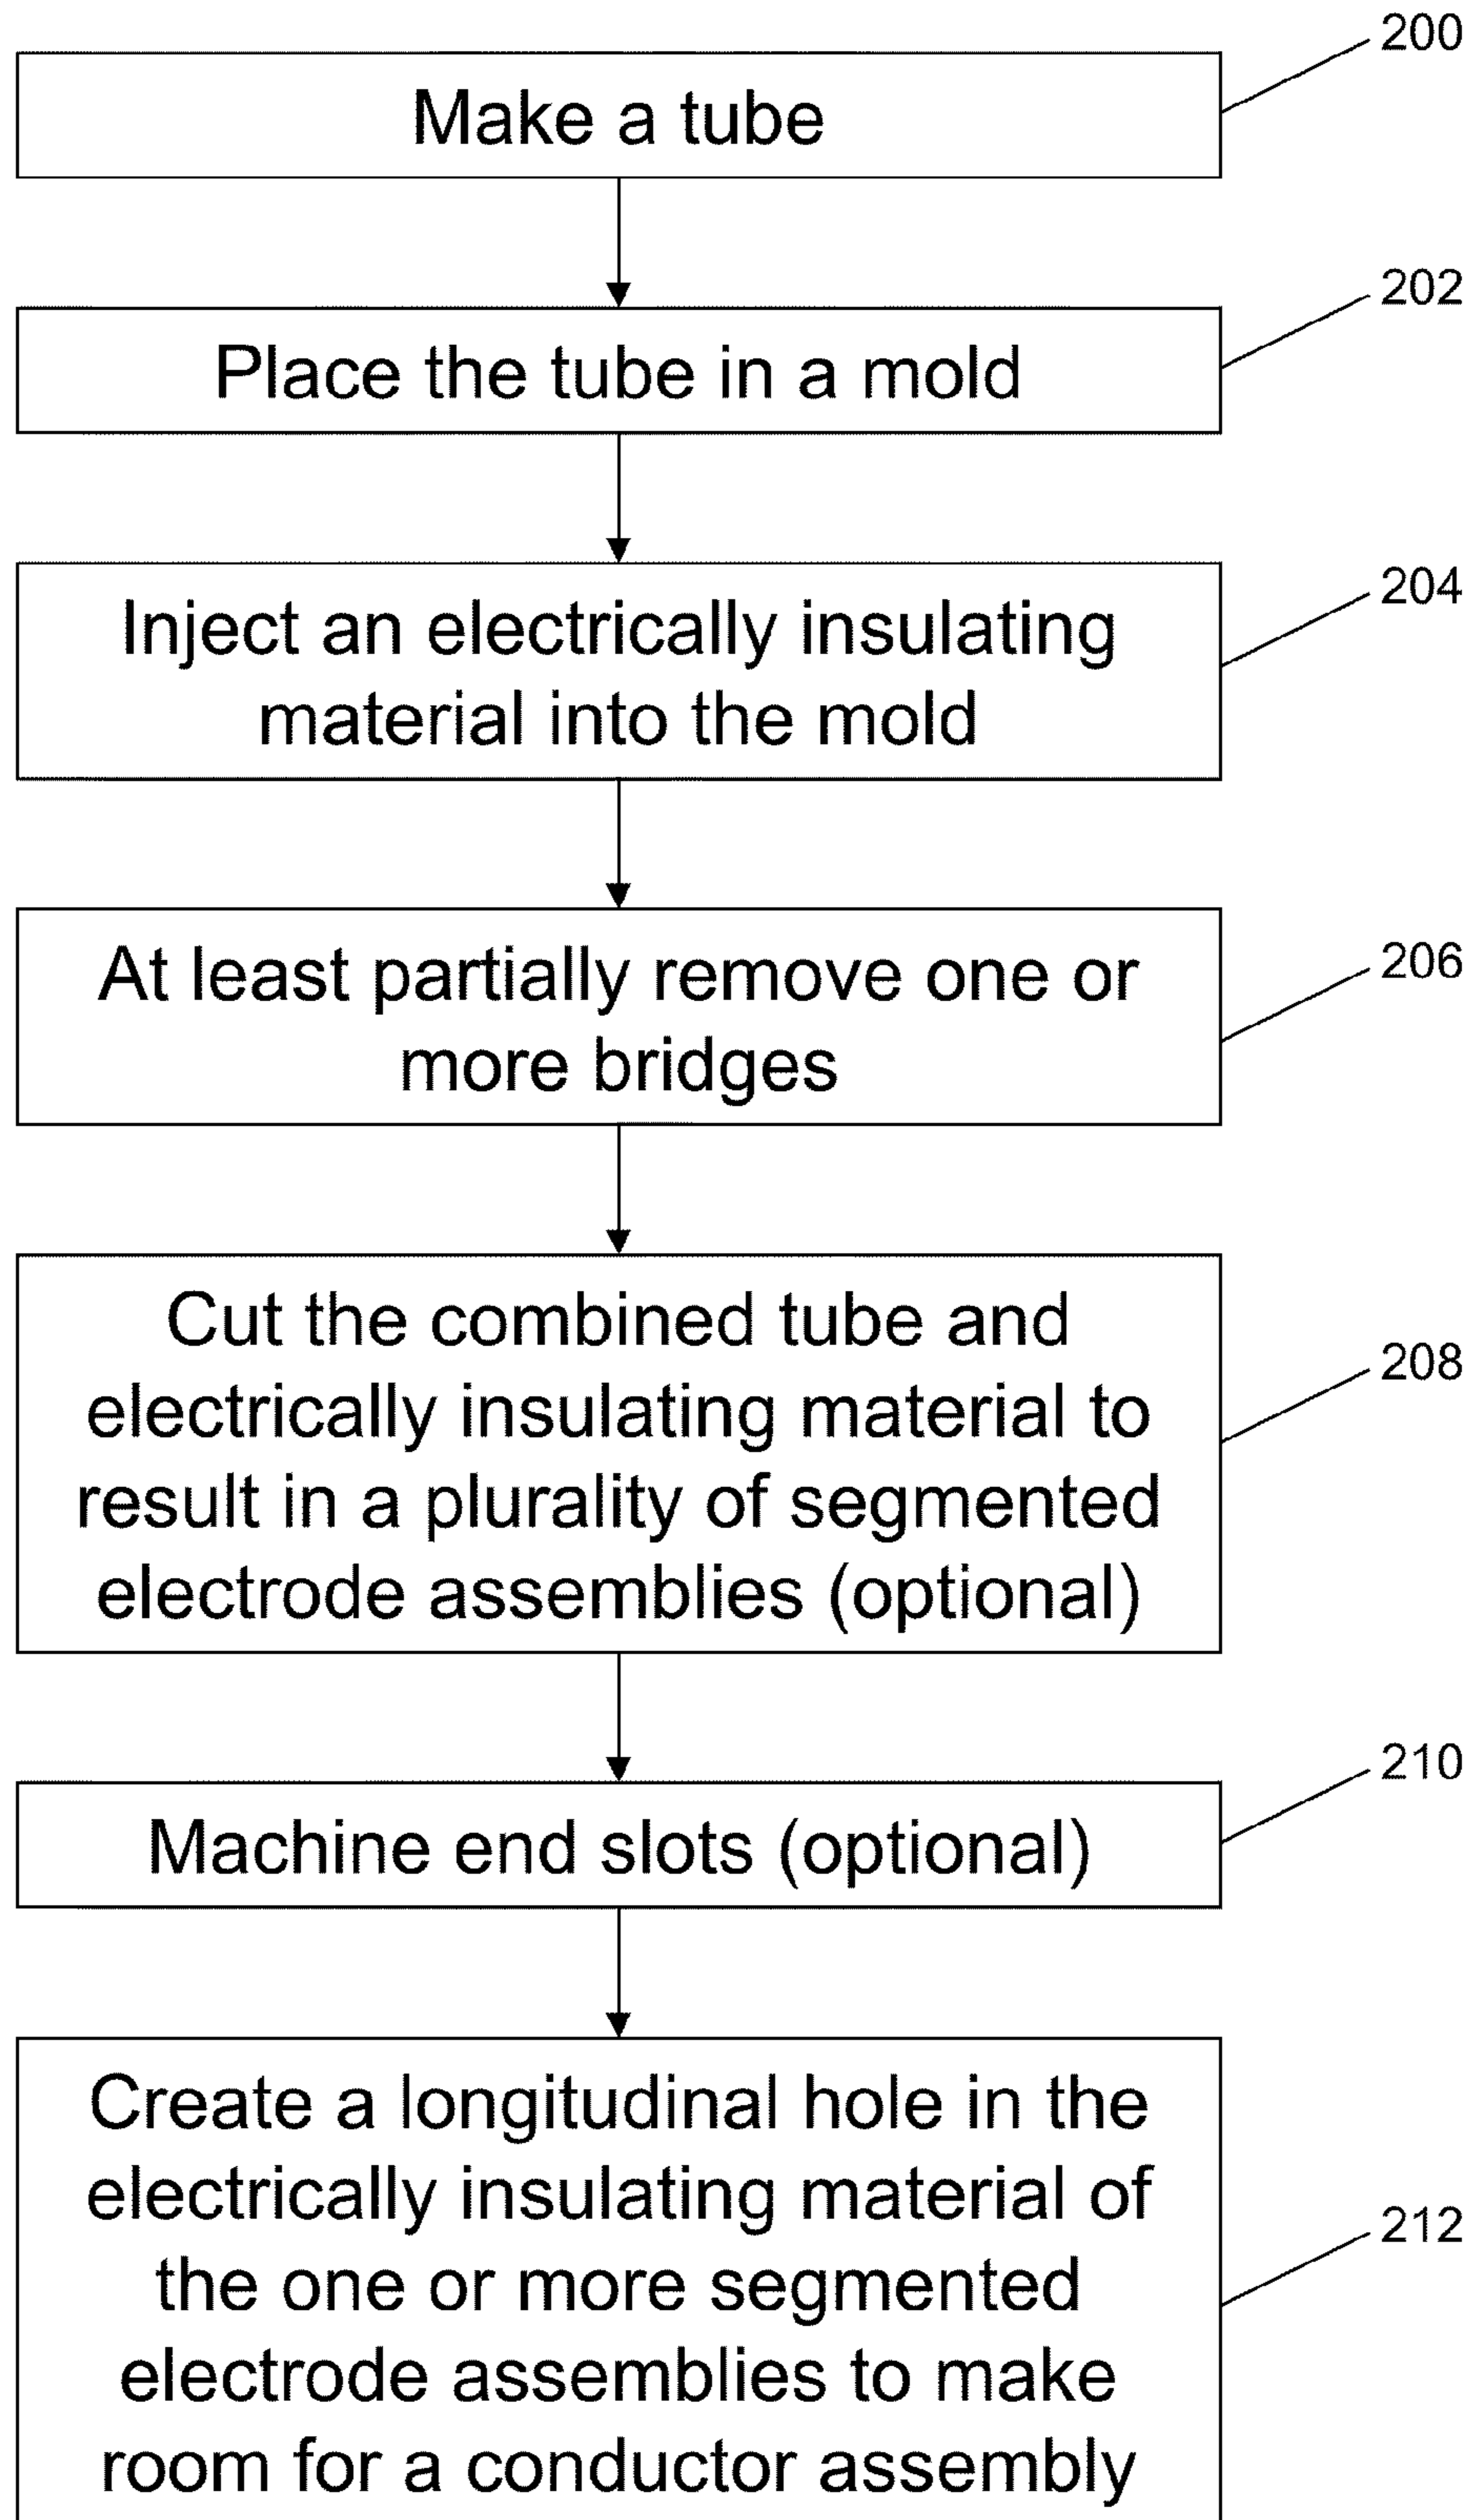 200
Make a tube
202
Place the tube in a mold
204
Inject an electrically insulating
material into the mold
206
At least partially remove one or
more bridges
208
Cut the combined tube and
electrically insulating material to
result in a plurality of segmented
electrode assemblies (optional)
210
Machine end slots (optional)
212
Create a longitudinal hole in the
electrically insulating material of
the one or more segmented
electrode assemblies to make
room for a conductor assembly